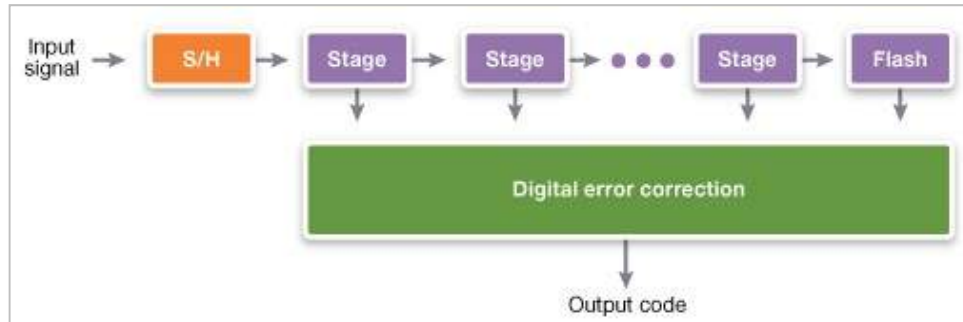 Input
signal
S/H
Stage
Stage
Stage
Flash
Digital error correction
Output code